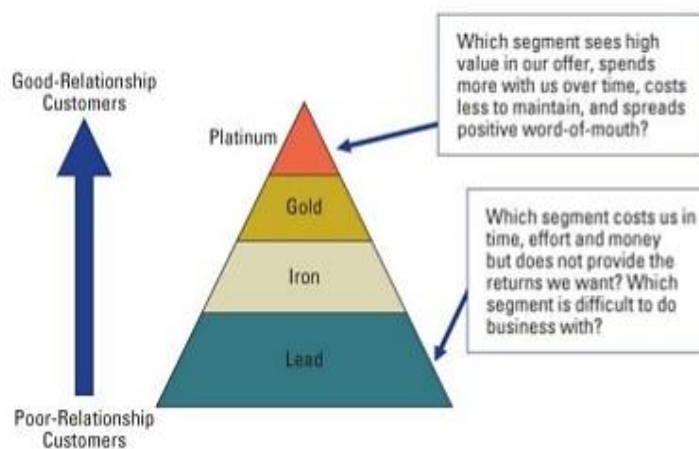 Good-Relationship
Customers
Platinum
Gold
Iron
Lead
Poor-Relationship
Customers
Which segment sees high
value in our offer, spends
more with us over time, costs
less to maintain, and spreads
positive word-of-mouth?
Which segment costs us in
time, effort and money
but does not provide the
returns we want? Which
segment is difficult to do
business with?